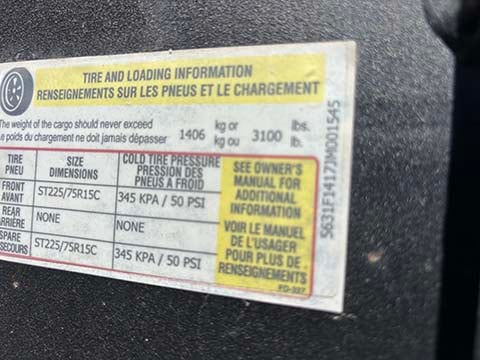 TIRE AND LOADING INFORMATION
RENSEIGNEMENTS SUR LES PNEUS ET LE CHARGEMENT
The weight of the cargo should never exceed
Le poids du chargement ne doit jamais dépasser
1406 kg or 3100 lbs.
kg ou lb.
TIRE
PNEU
SIZE
DIMENSIONS
COLD TIRE PRESSURE
PRESSION DES
PNEUS A FROID
FRONT
AVANT
ST225/75R15C
345 KPA / 50 PSI
REAR
ARRIÈRE
NONE
NONE
SPARE
SECOURS
ST225/75R15C
345 KPA / 50 PSI
SEE OWNER'S
MANUAL FOR
ADDITIONAL
INFORMATION
VOIR LE MANUEL
DE L'USAGER
POUR PLUS DE
RENSEIGNEMENTS
5631F1417JM001545